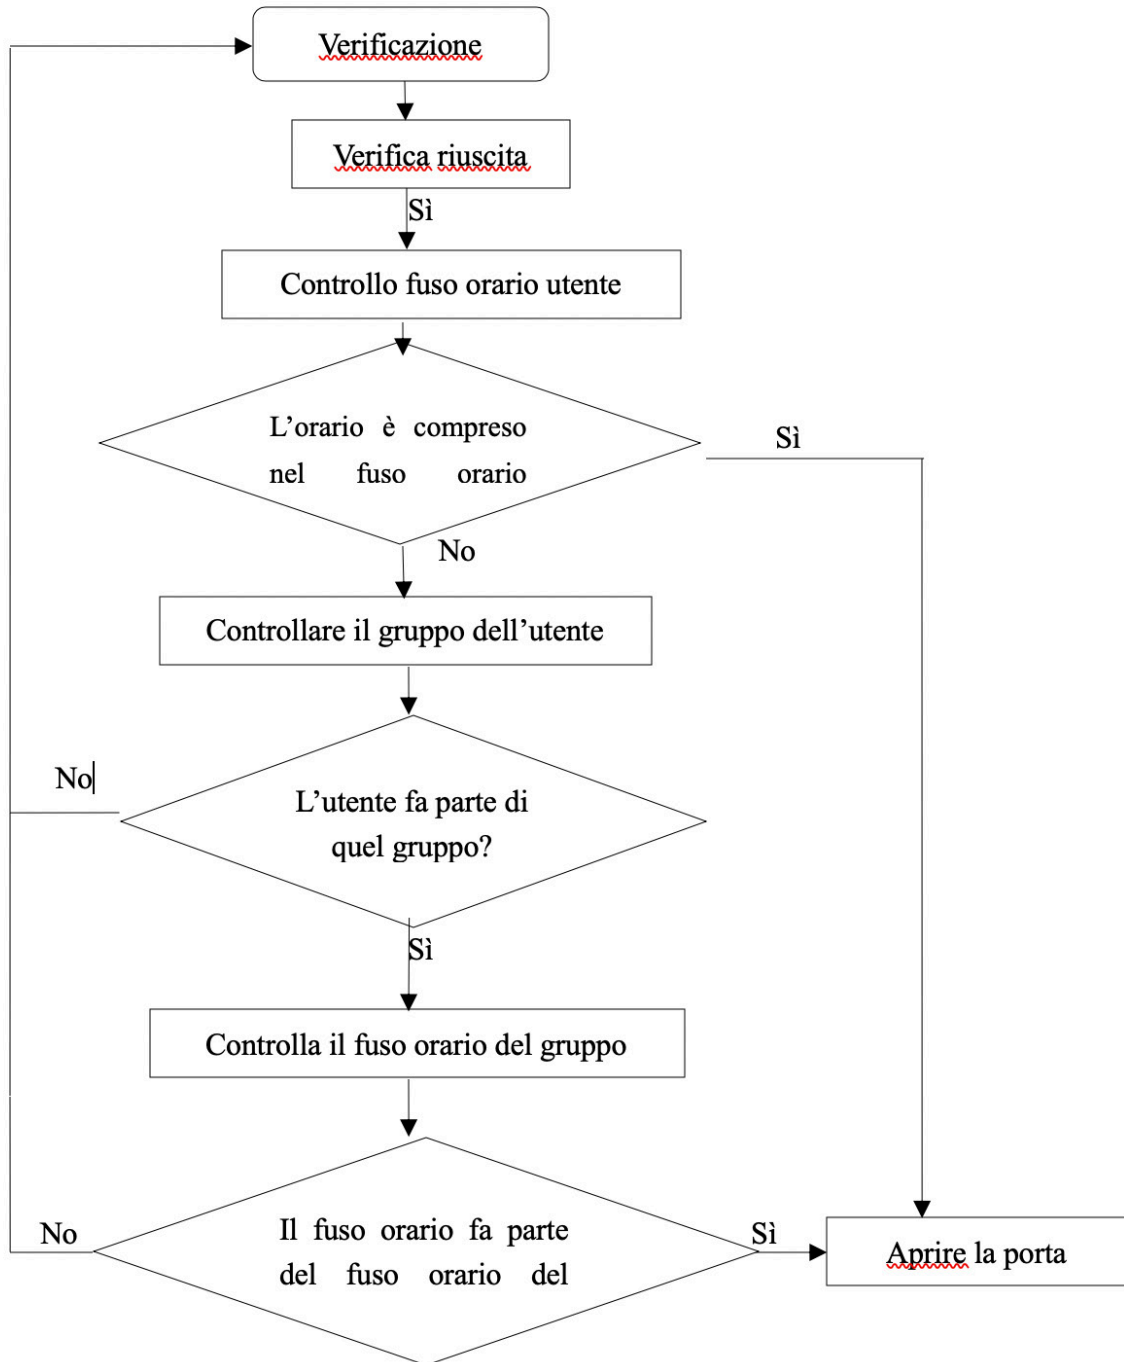 Verificazione
Verifica riuscita
Sì
Controllo fuso orario utente
L’orario è compreso
nel fuso orario
Sì
No
Controllare il gruppo dell’utente
No
L’utente fa parte di
quel gruppo?
Sì
Controlla il fuso orario del gruppo
No
Il fuso orario fa parte
del fuso orario del
Sì
Aprire la porta